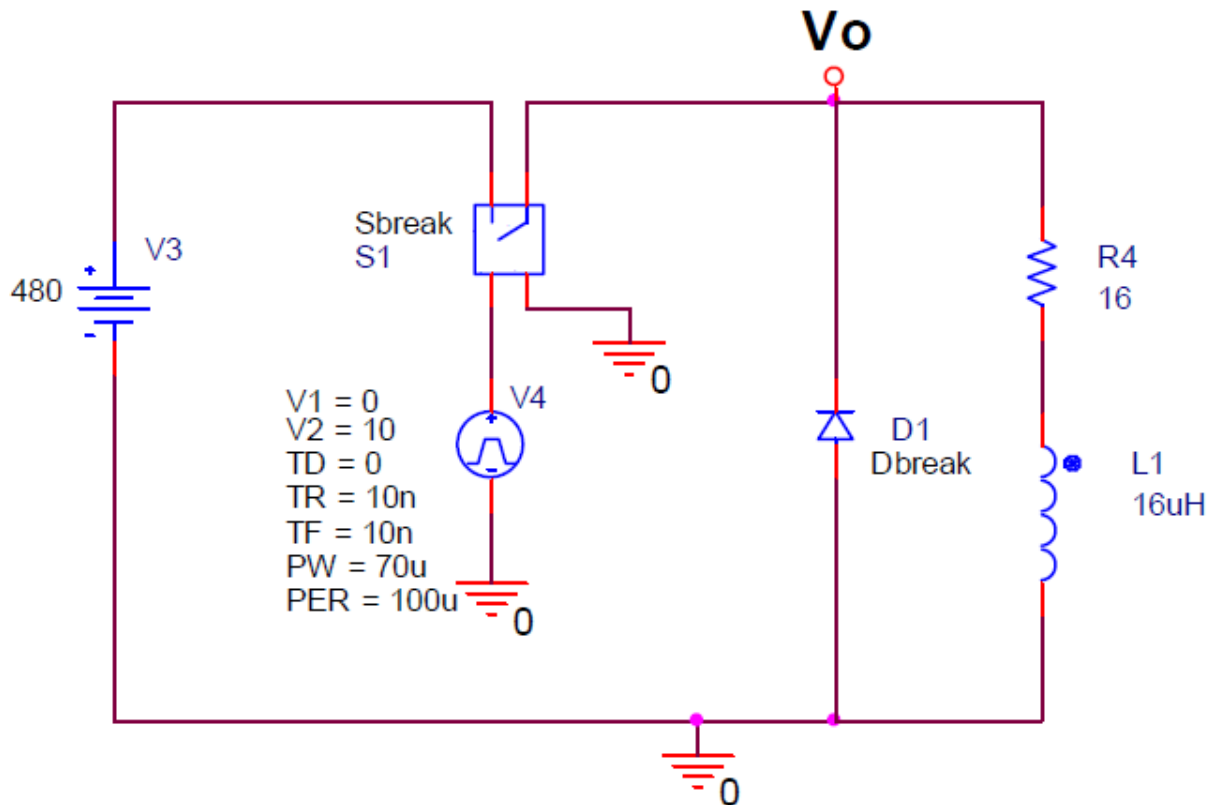 Vo
Sbreak
S1
V3
480
R4
16
0
V4
V1 = 0
V2 = 10
TD = 0
TR = 10n
TF = 10n
PW = 70u
PER = 100u
0
D1
Dbreak
L1
16uH
0